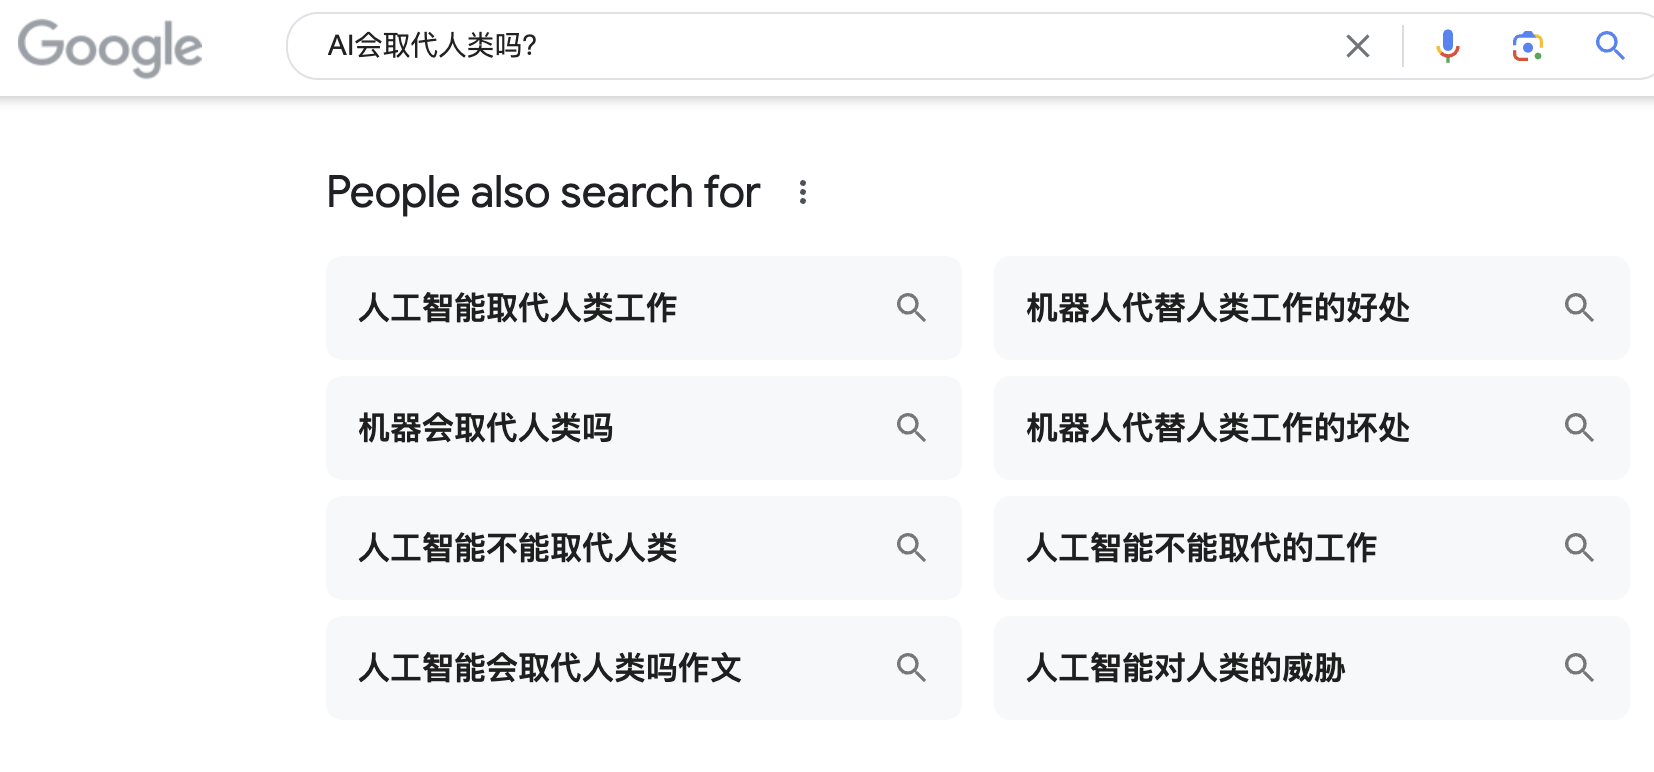 Google
AI会取代人类吗?
People also search for
人工智能取代人类工作
机器人代替人类工作的好处
机器会取代人类吗
机器人代替人类工作的坏处
人工智能不能取代人类
人工智能不能取代的工作
人工智能会取代人类吗作文
人工智能对人类的威胁